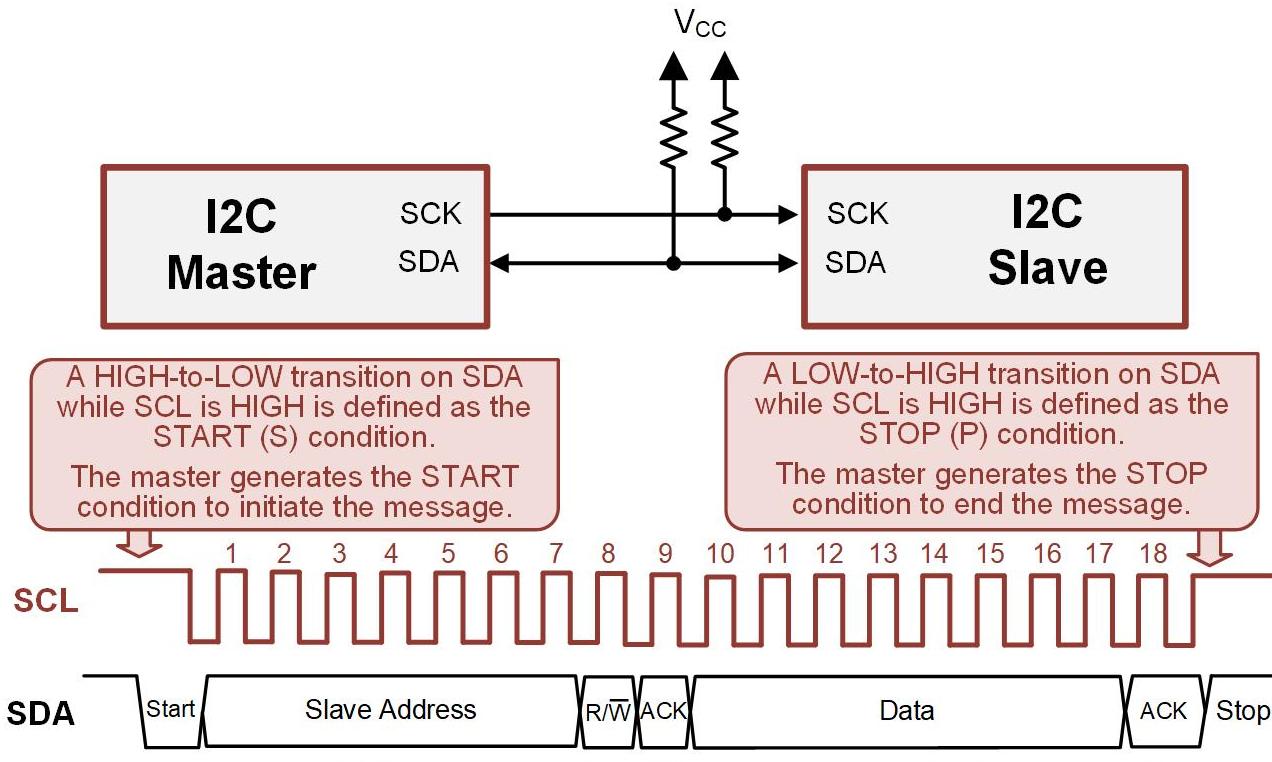 VCC
I2C
Master
SCK
SDA
SCK
SDA
I2C
Slave
A HIGH-to-LOW transition on SDA
while SCL is HIGH is defined as the
START (S) condition.
The master generates the START
condition to initiate the message.
A LOW-to-HIGH transition on SDA
while SCL is HIGH is defined as the
STOP (P) condition.
The master generates the STOP
condition to end the message.
1 2 3 4 5 6 7 8 9 10 11 12 13 14 15 16 17 18
SCL
SDA Start Slave Address R/W̅ ACK Data ACK Stop